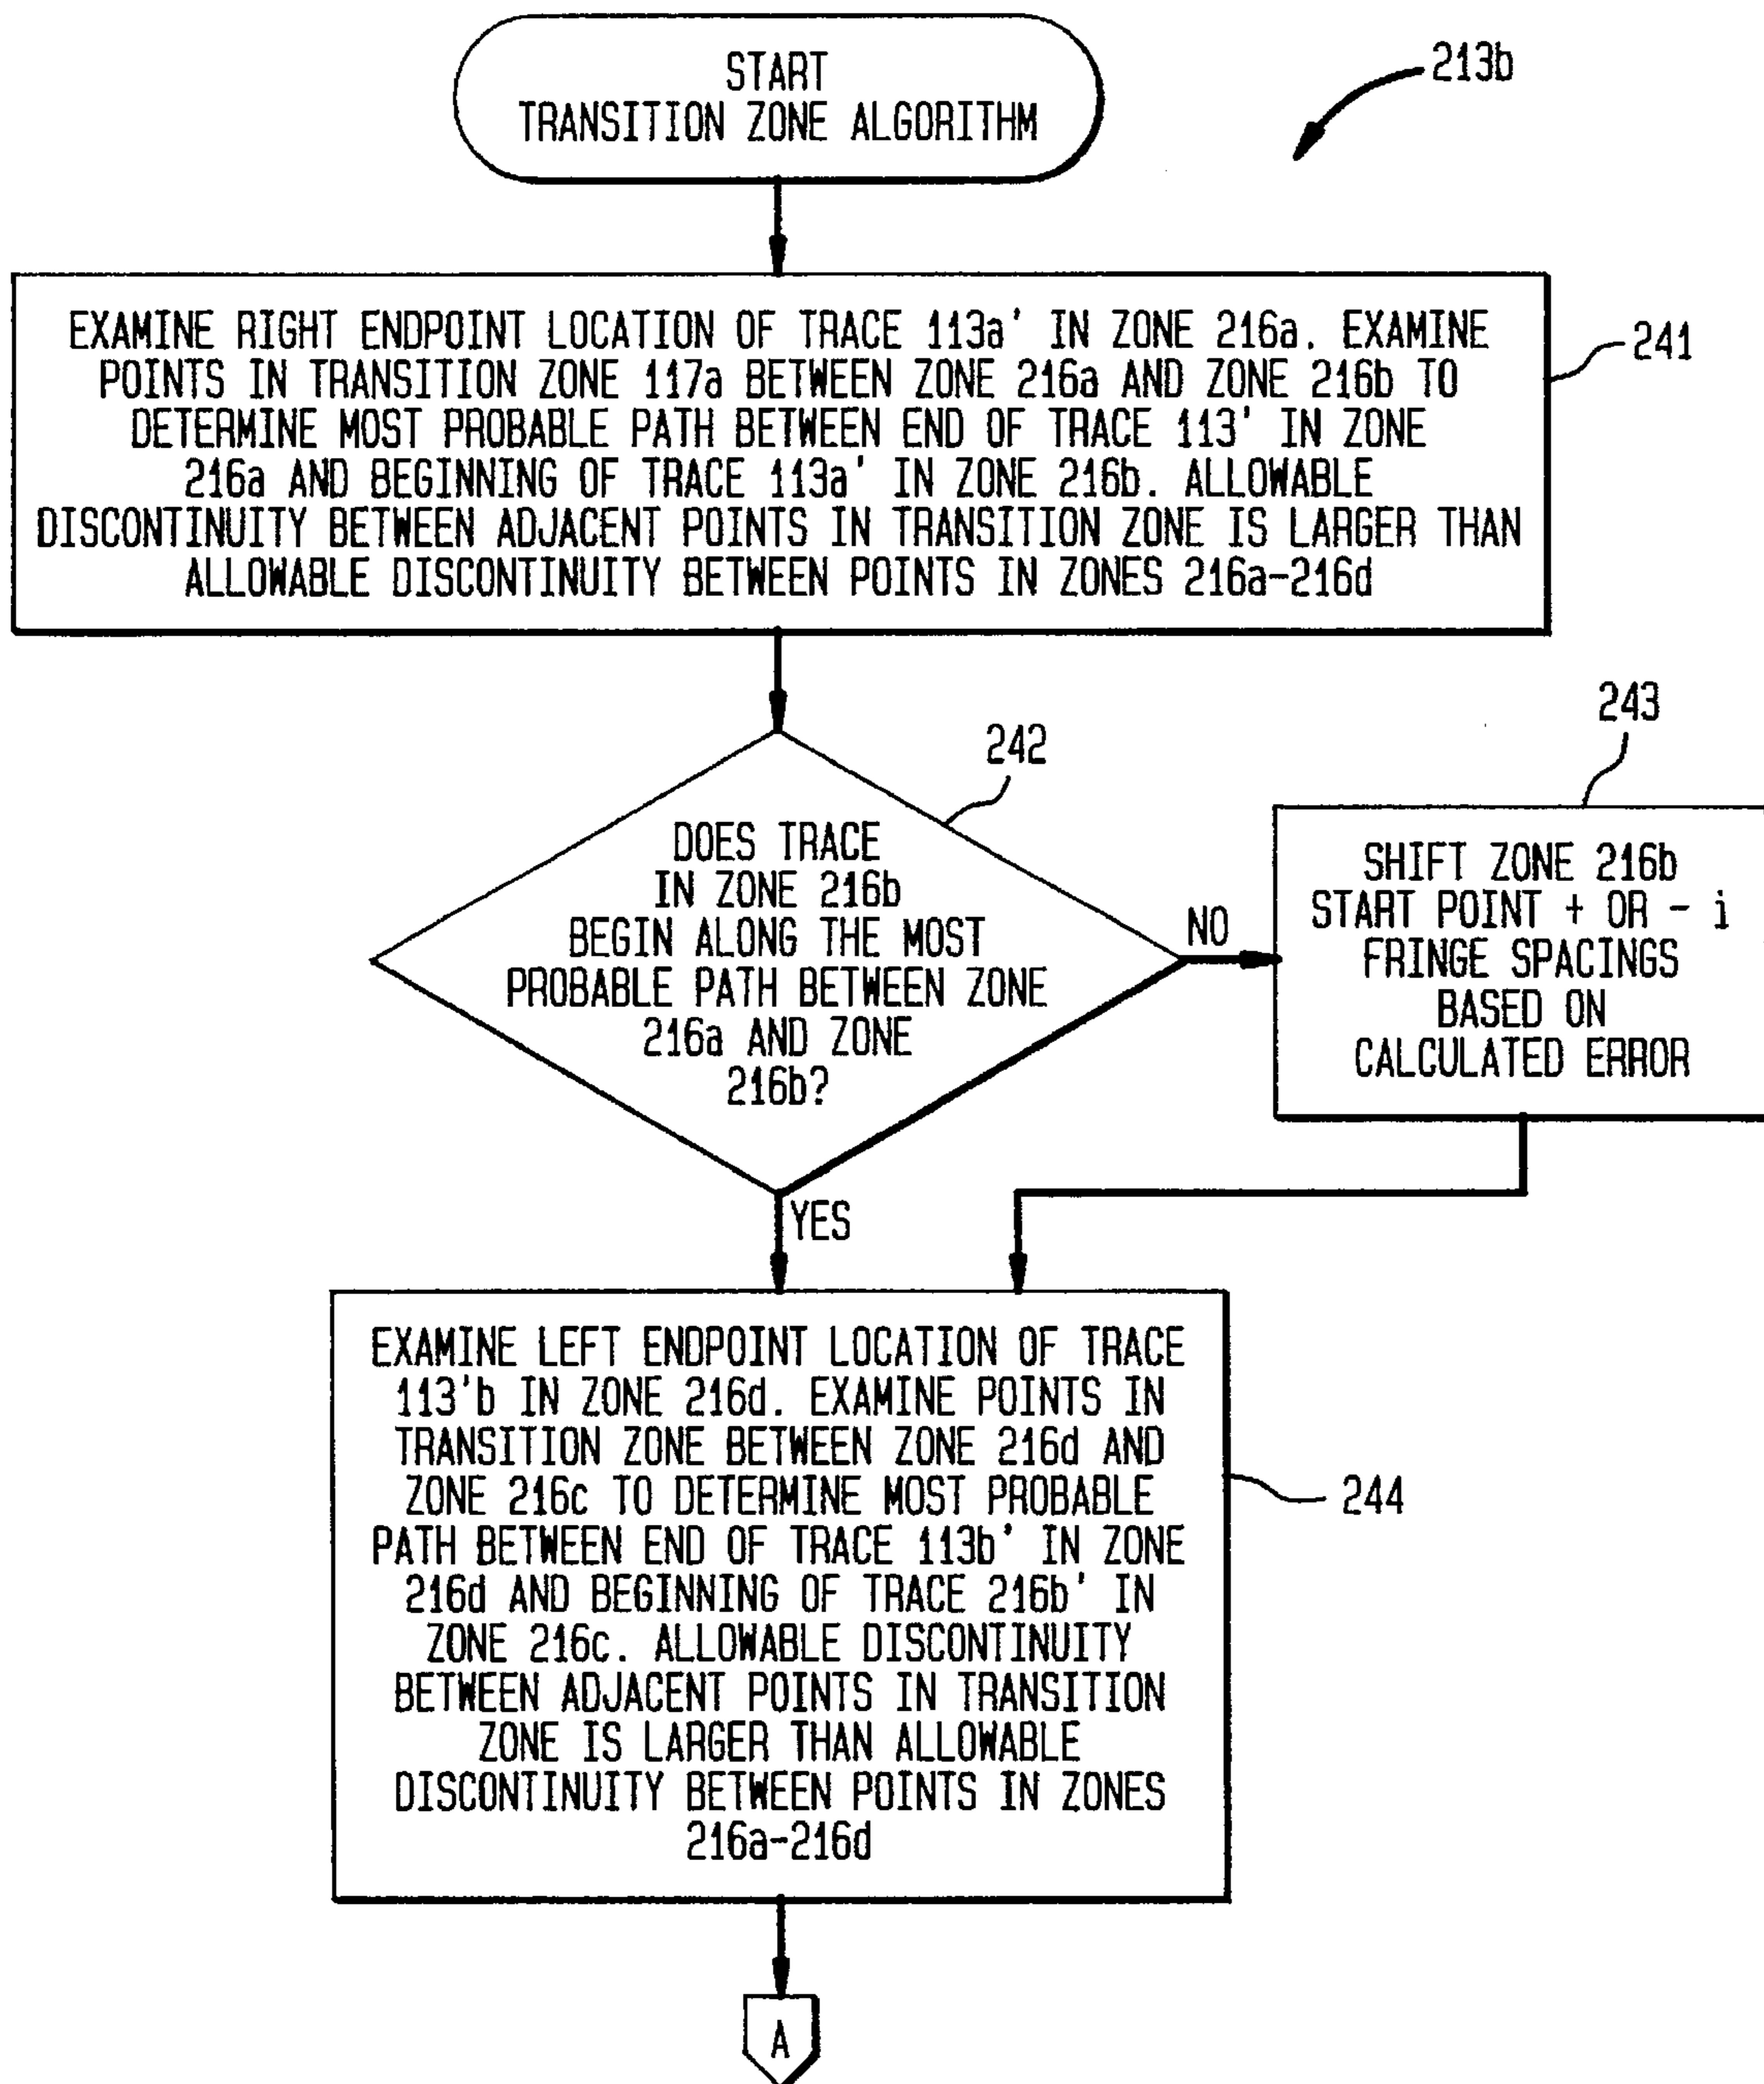 START
TRANSITION ZONE ALGORITHM
213b
EXAMINE RIGHT ENDPOINT LOCATION OF TRACE 113a' IN ZONE 216a. EXAMINE
POINTS IN TRANSITION ZONE 117a BETWEEN ZONE 216a AND ZONE 216b TO
DETERMINE MOST PROBABLE PATH BETWEEN END OF TRACE 113' IN ZONE
216a AND BEGINNING OF TRACE 113a' IN ZONE 216b. ALLOWABLE
DISCONTINUITY BETWEEN ADJACENT POINTS IN TRANSITION ZONE IS LARGER THAN
ALLOWABLE DISCONTINUITY BETWEEN POINTS IN ZONES 216a-216d
241
242
DOES TRACE
IN ZONE 216b
BEGIN ALONG THE MOST
PROBABLE PATH BETWEEN ZONE
216a AND ZONE
216b?
NO
243
SHIFT ZONE 216b
START POINT + OR - i
FRINGE SPACINGS
BASED ON
CALCULATED ERROR
YES
EXAMINE LEFT ENDPOINT LOCATION OF TRACE
113'b IN ZONE 216d. EXAMINE POINTS IN
TRANSITION ZONE BETWEEN ZONE 216d AND
ZONE 216c TO DETERMINE MOST PROBABLE
PATH BETWEEN END OF TRACE 113b' IN ZONE
216d AND BEGINNING OF TRACE 216b' IN
ZONE 216c. ALLOWABLE DISCONTINUITY
BETWEEN ADJACENT POINTS IN TRANSITION
ZONE IS LARGER THAN ALLOWABLE
DISCONTINUITY BETWEEN POINTS IN ZONES
216a-216d
244
A